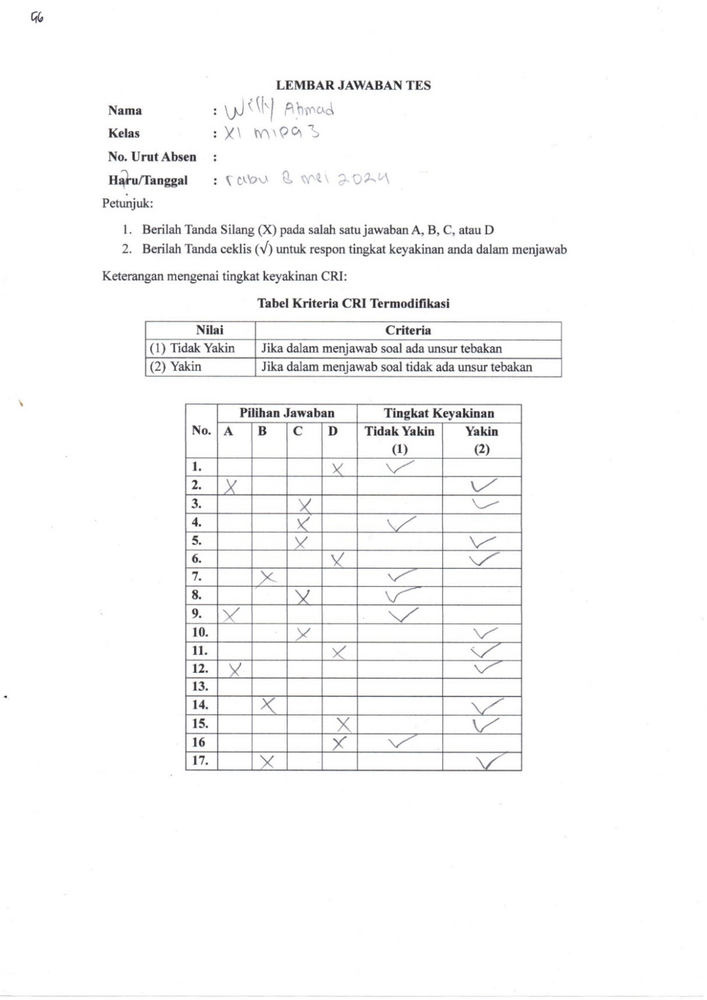 56
LEMBAR JAWABAN TES
Nama : Willy Ahmad
Kelas : XI mipa 3
No. Urut Absen :
Haru/Tanggal : rabu 8 mei 2024
Petunjuk:
1. Berilah Tanda Silang (X) pada salah satu jawaban A, B, C, atau D
2. Berilah Tanda ceklis (√) untuk respon tingkat keyakinan anda dalam menjawab
Keterangan mengenai tingkat keyakinan CRI:
Tabel Kriteria CRI Termodifikasi
Nilai Criteria
(1) Tidak Yakin Jika dalam menjawab soal ada unsur tebakan
(2) Yakin Jika dalam menjawab soal tidak ada unsur tebakan
Pilihan Jawaban Tingkat Keyakinan
No. A B C D Tidak Yakin Yakin
(1) (2)
1. X ✓
2. X ✓
3. X ✓
4. X ✓
5. X ✓
6. X ✓
7. X ✓
8. X ✓
9. X ✓
10. X ✓
11. X ✓
12. X ✓
13.
14. X ✓
15. X ✓
16 X ✓
17. X ✓